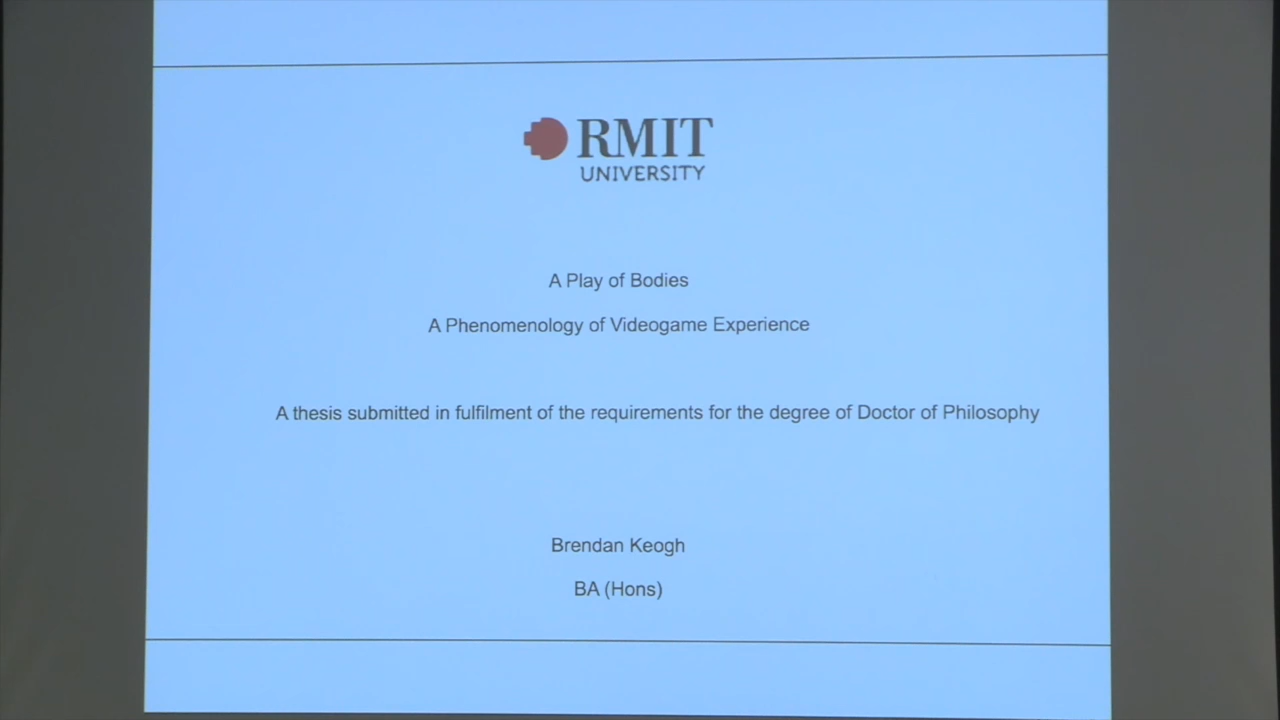 RMIT
UNIVERSITY
A Play of Bodies
A Phenomenology of Videogame Experience
A thesis submitted in fulfilment of the requirements for the degree of Doctor of Philosophy
Brendan Keogh
BA (Hons)